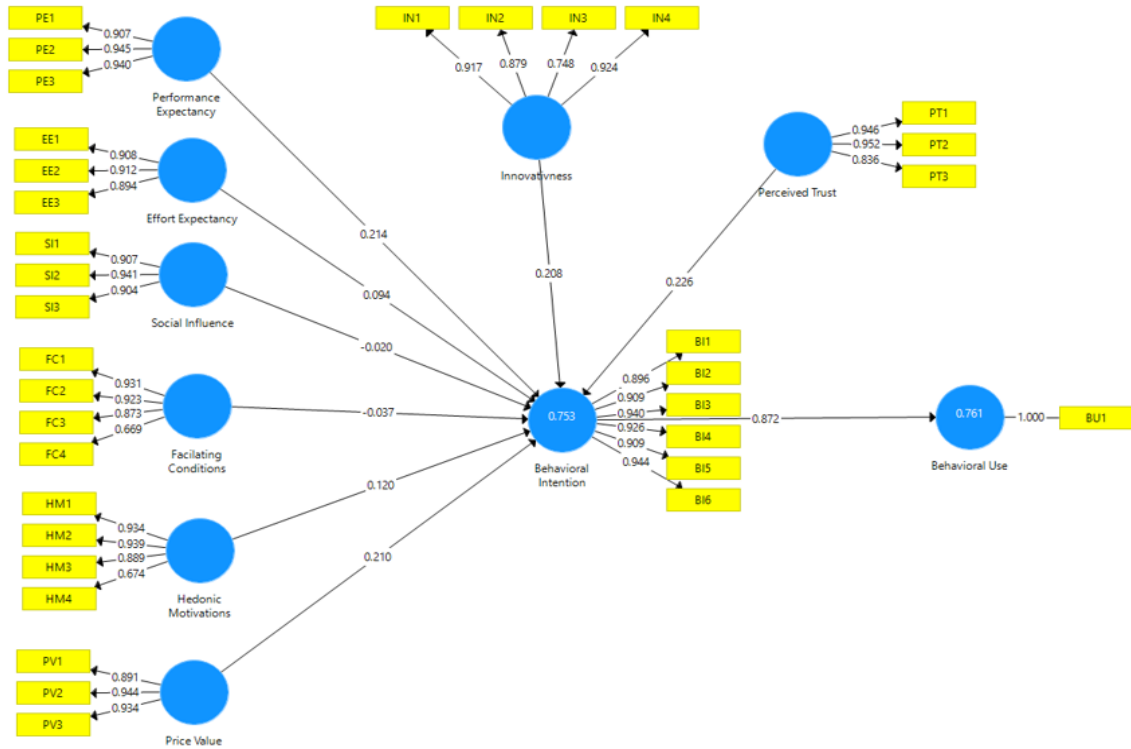 PE1
PE2
PE3
0.907
0.945
0.940
Performance
Expectancy
IN1
IN2
IN3
IN4
0.917
0.879
0.748
0.924
Innovativness
PT1
PT2
PT3
0.946
0.952
0.836
Perceived Trust
EE1
EE2
EE3
0.908
0.912
0.894
Effort Expectancy
SI1
SI2
SI3
0.907
0.941
0.904
Social Influence
FC1
FC2
FC3
FC4
0.931
0.923
0.873
0.669
Facilating
Conditions
HM1
HM2
HM3
HM4
0.934
0.939
0.889
0.674
Hedonic
Motivations
PV1
PV2
PV3
0.891
0.944
0.934
Price Value
0.214
0.094
-0.020
-0.037
0.120
0.210
0.208
0.226
0.753
Behavioral
Intention
BI1
BI2
BI3
BI4
BI5
BI6
0.896
0.909
0.940
0.926
0.909
0.944
0.872
0.761
Behavioral Use
1.000
BU1